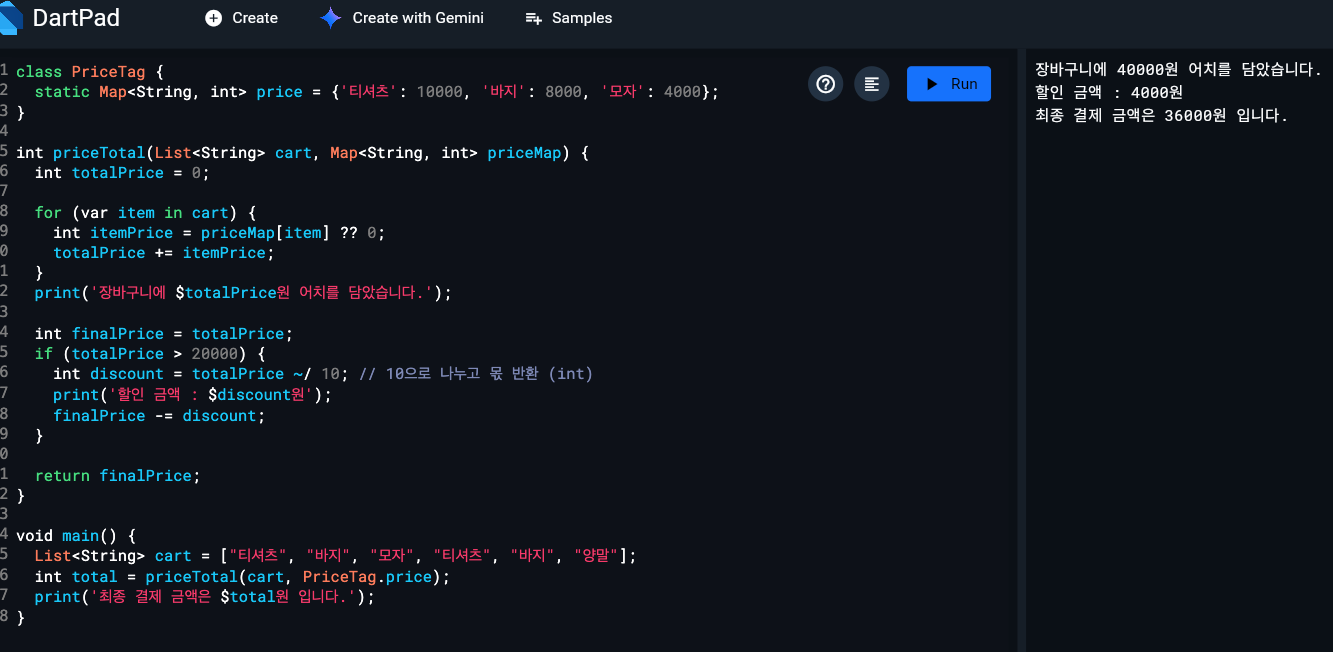 DartPad
Create
Create with Gemini
Samples
Run
1 class PriceTag {
2   static Map<String, int> price = {'티셔츠': 10000, '바지': 8000, '모자': 4000};
3 }
4
5 int priceTotal(List<String> cart, Map<String, int> priceMap) {
6   int totalPrice = 0;
7
8   for (var item in cart) {
9     int itemPrice = priceMap[item] ?? 0;
0     totalPrice += itemPrice;
1   }
2   print('장바구니에 $totalPrice원 어치를 담았습니다.');
3
4   int finalPrice = totalPrice;
5   if (totalPrice > 20000) {
6     int discount = totalPrice ~/ 10; // 10으로 나누고 몫 반환 (int)
7     print('할인 금액 : $discount원');
8     finalPrice -= discount;
9   }
0
1   return finalPrice;
2 }
3
4 void main() {
5   List<String> cart = ["티셔츠", "바지", "모자", "티셔츠", "바지", "양말"];
6   int total = priceTotal(cart, PriceTag.price);
7   print('최종 결제 금액은 $total원 입니다.');
8 }
장바구니에 40000원 어치를 담았습니다.
할인 금액 : 4000원
최종 결제 금액은 36000원 입니다.